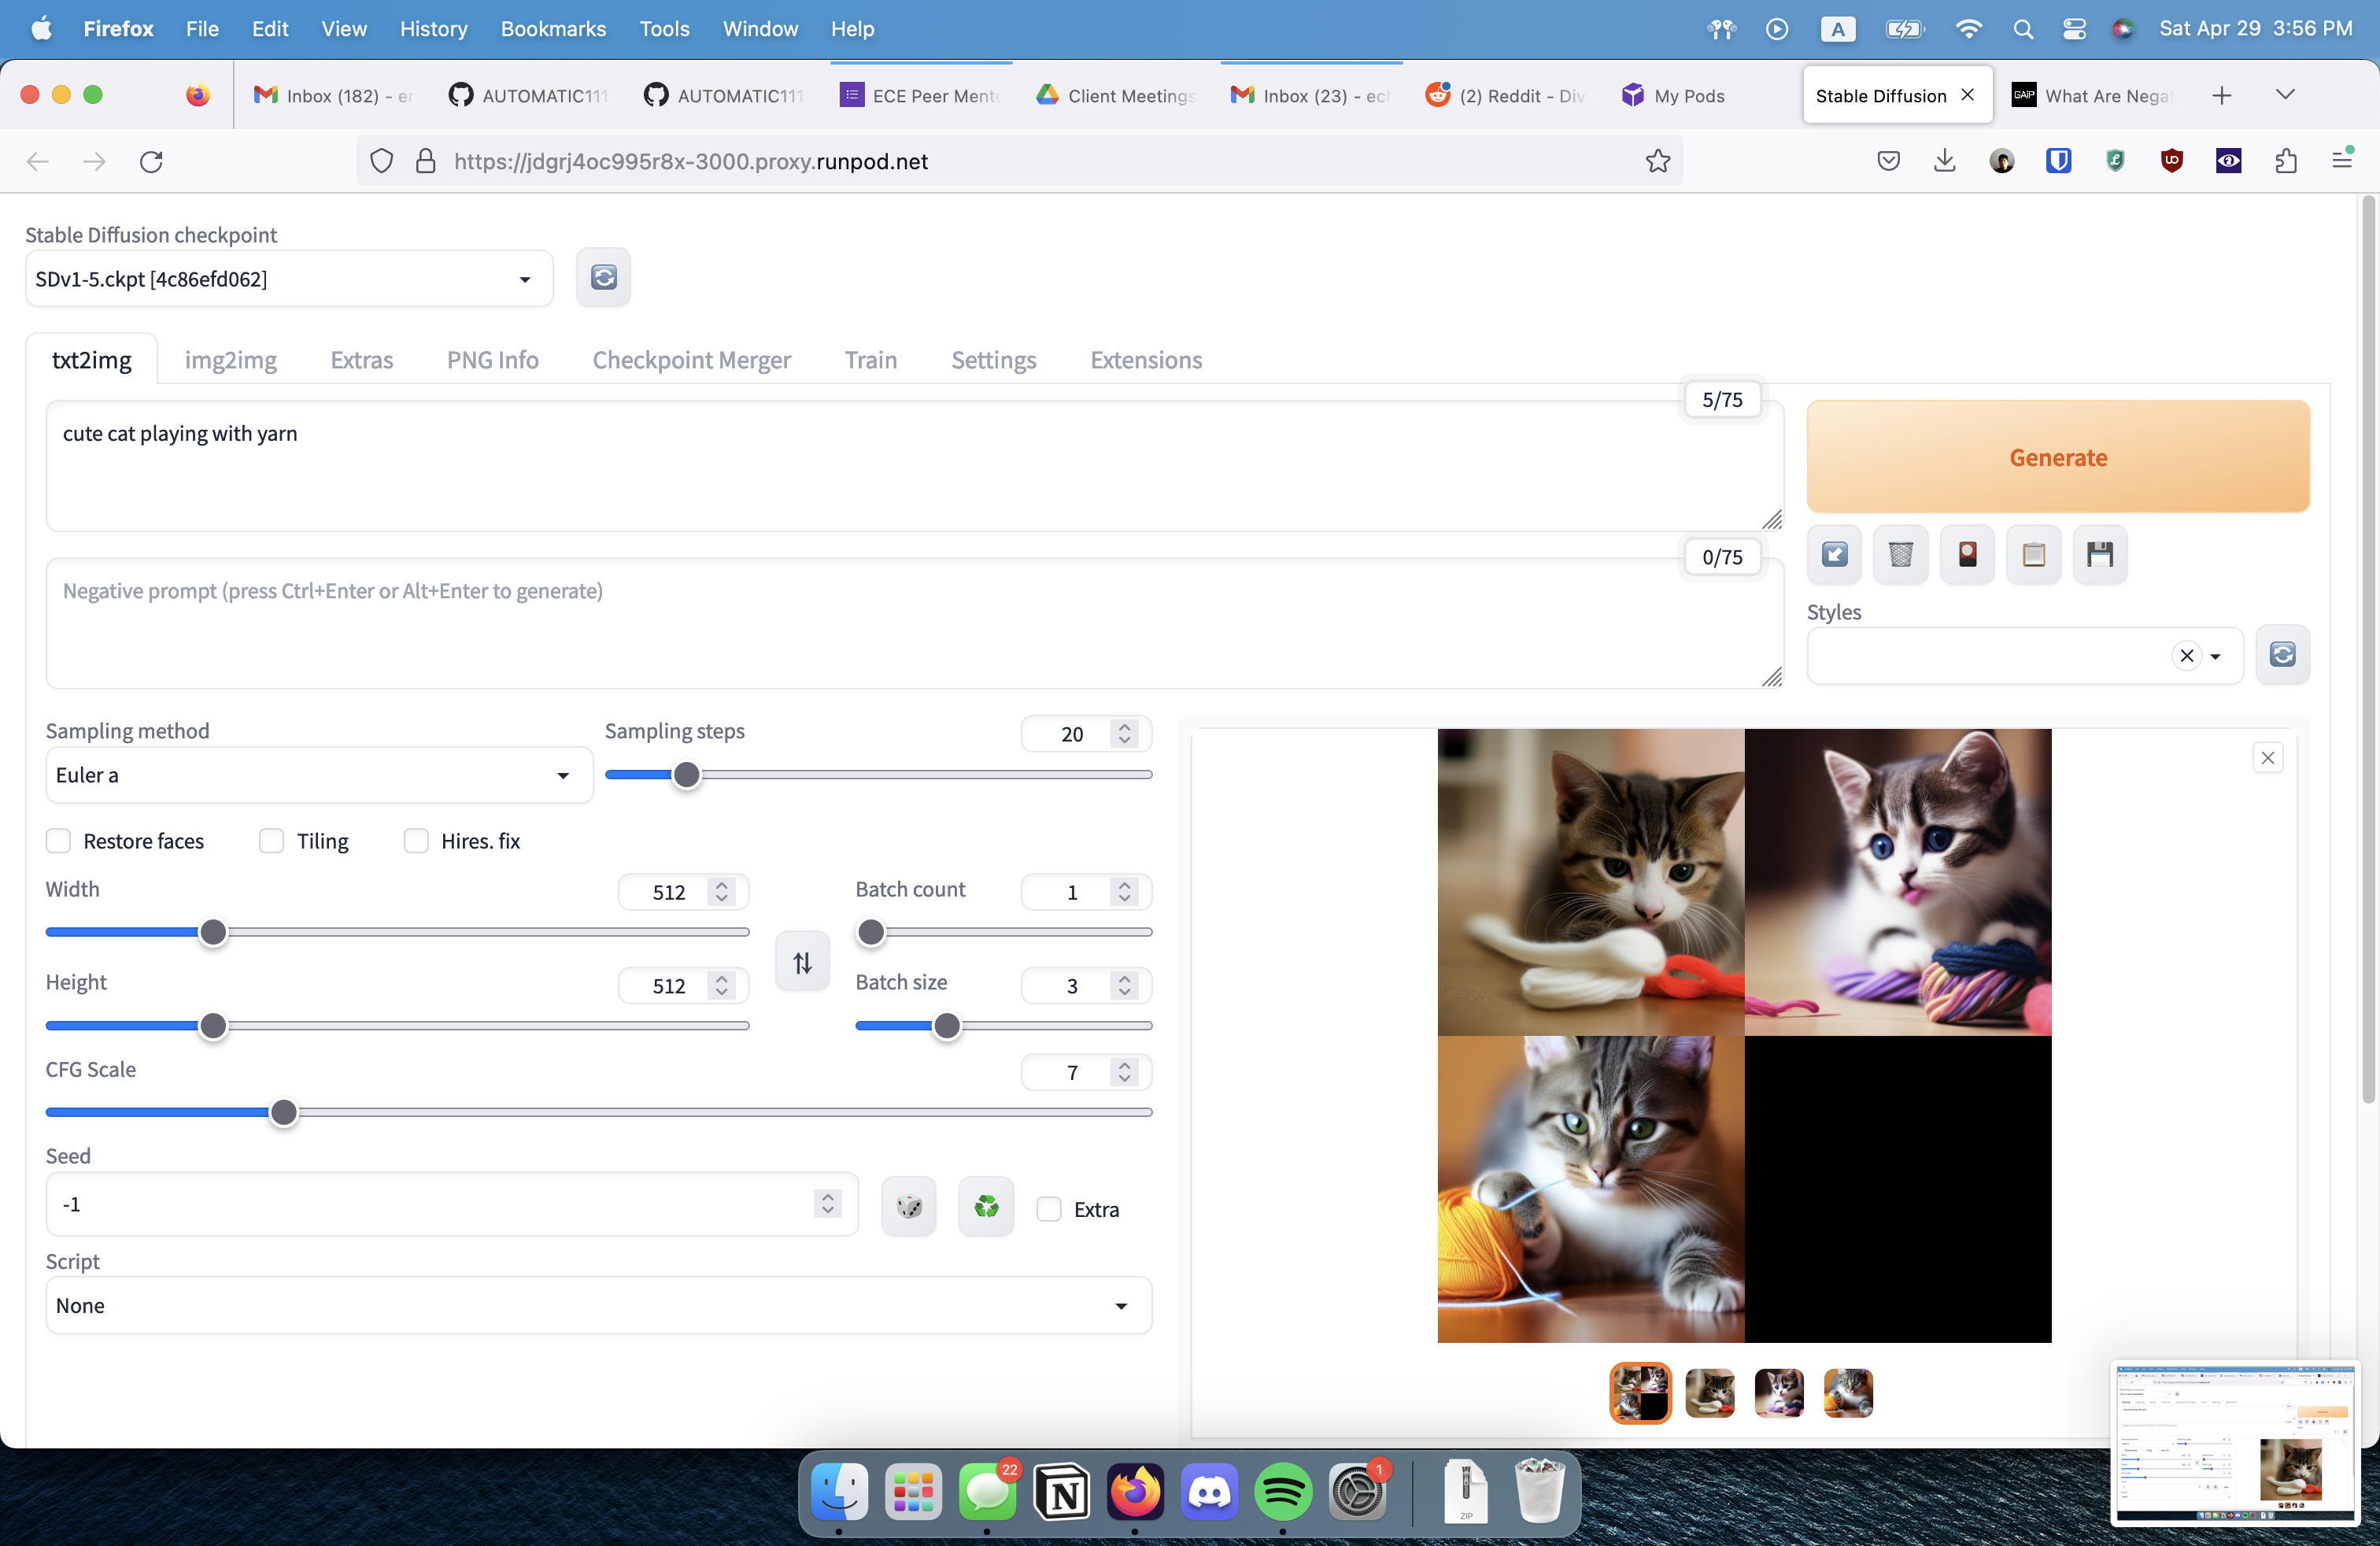 Firefox File Edit View History Bookmarks Tools Window Help A Sat Apr 29 3:56 PM
Inbox (182) - er AUTOMATIC111 AUTOMATIC111 ECE Peer Mento Client Meetings Inbox (23) - ecl (2) Reddit - Div My Pods Stable Diffusion GAIP What Are Nega
https://jdgrj4oc995r8x-3000.proxy.runpod.net
Stable Diffusion checkpoint
SDv1-5.ckpt [4c86efd062]
txt2img img2img Extras PNG Info Checkpoint Merger Train Settings Extensions
5/75
cute cat playing with yarn
Generate
0/75
Negative prompt (press Ctrl+Enter or Alt+Enter to generate)
Styles
Sampling method
Euler a
Sampling steps
20
Restore faces Tiling Hires. fix
Width
512
Batch count
1
Height
512
Batch size
3
CFG Scale
7
Seed
-1
Extra
Script
None
22
N
1
ZIP